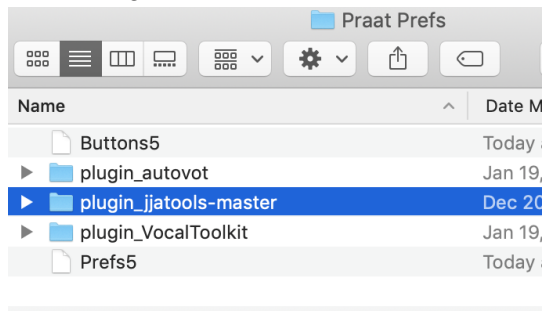 Praat Prefs
Name Date M
Buttons5 Today
plugin_autovot Jan 19,
plugin_jjatools-master Dec 20
plugin_VocalToolkit Jan 19,
Prefs5 Today